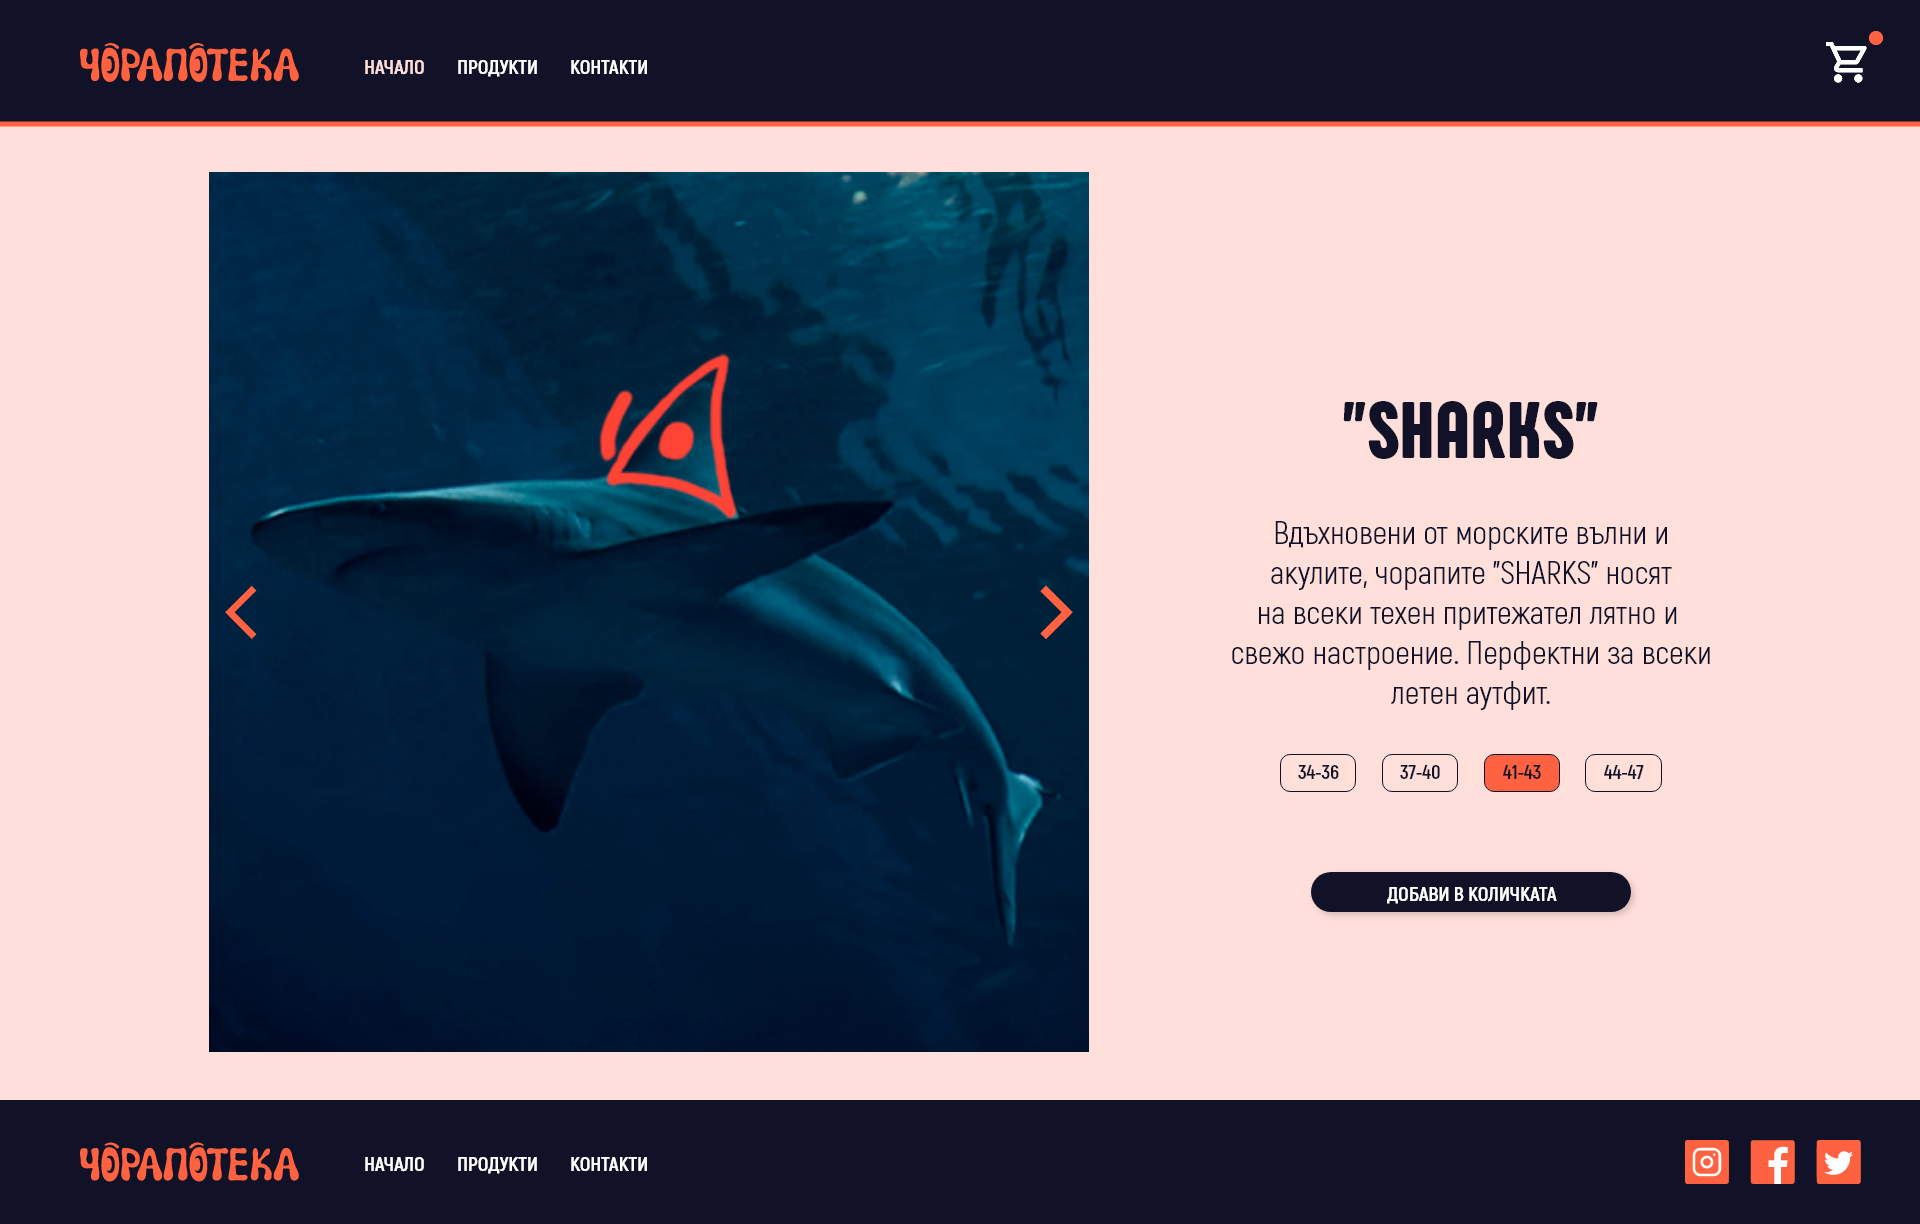 ЧОРАПОТЕКА
НАЧАЛО
ПРОДУКТИ
КОНТАКТИ
"SHARKS"
Вдъхновени от морските вълни и
акулите, чорапите "SHARKS" носят
на всеки техен притежател лятно и
свежо настроение. Перфектни за всеки
летен аутфит.
34-36
37-40
41-43
44-47
ДОБАВИ В КОЛИЧКАТА
ЧОРАПОТЕКА
НАЧАЛО
ПРОДУКТИ
КОНТАКТИ